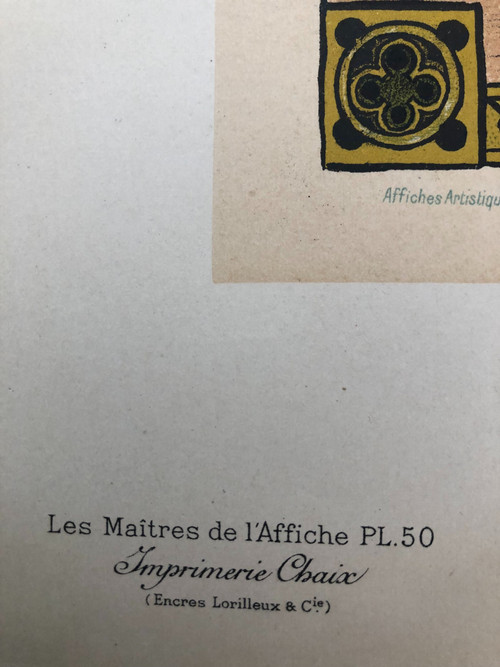 Affiches Artistiqu
Les Maîtres de l'Affiche PL.50
Imprimerie Chaix
(Encres Lorilleux & Cie)